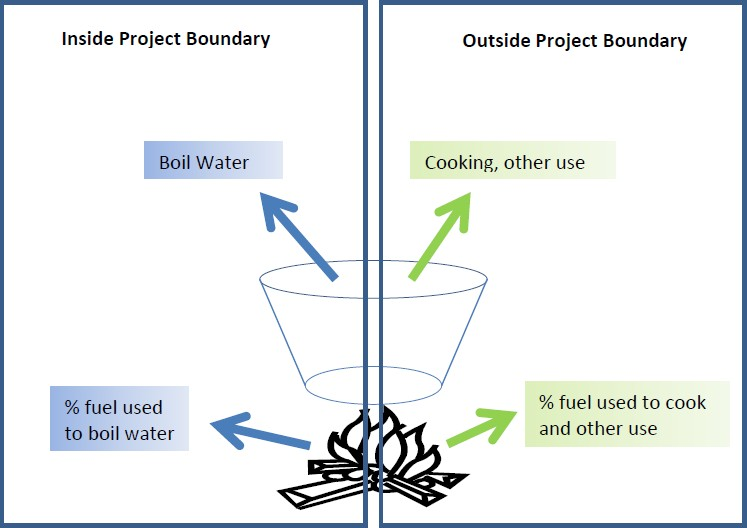 Inside Project Boundary
Outside Project Boundary
Boil Water
Cooking, other use
% fuel used
to boil water
% fuel used to cook
and other use